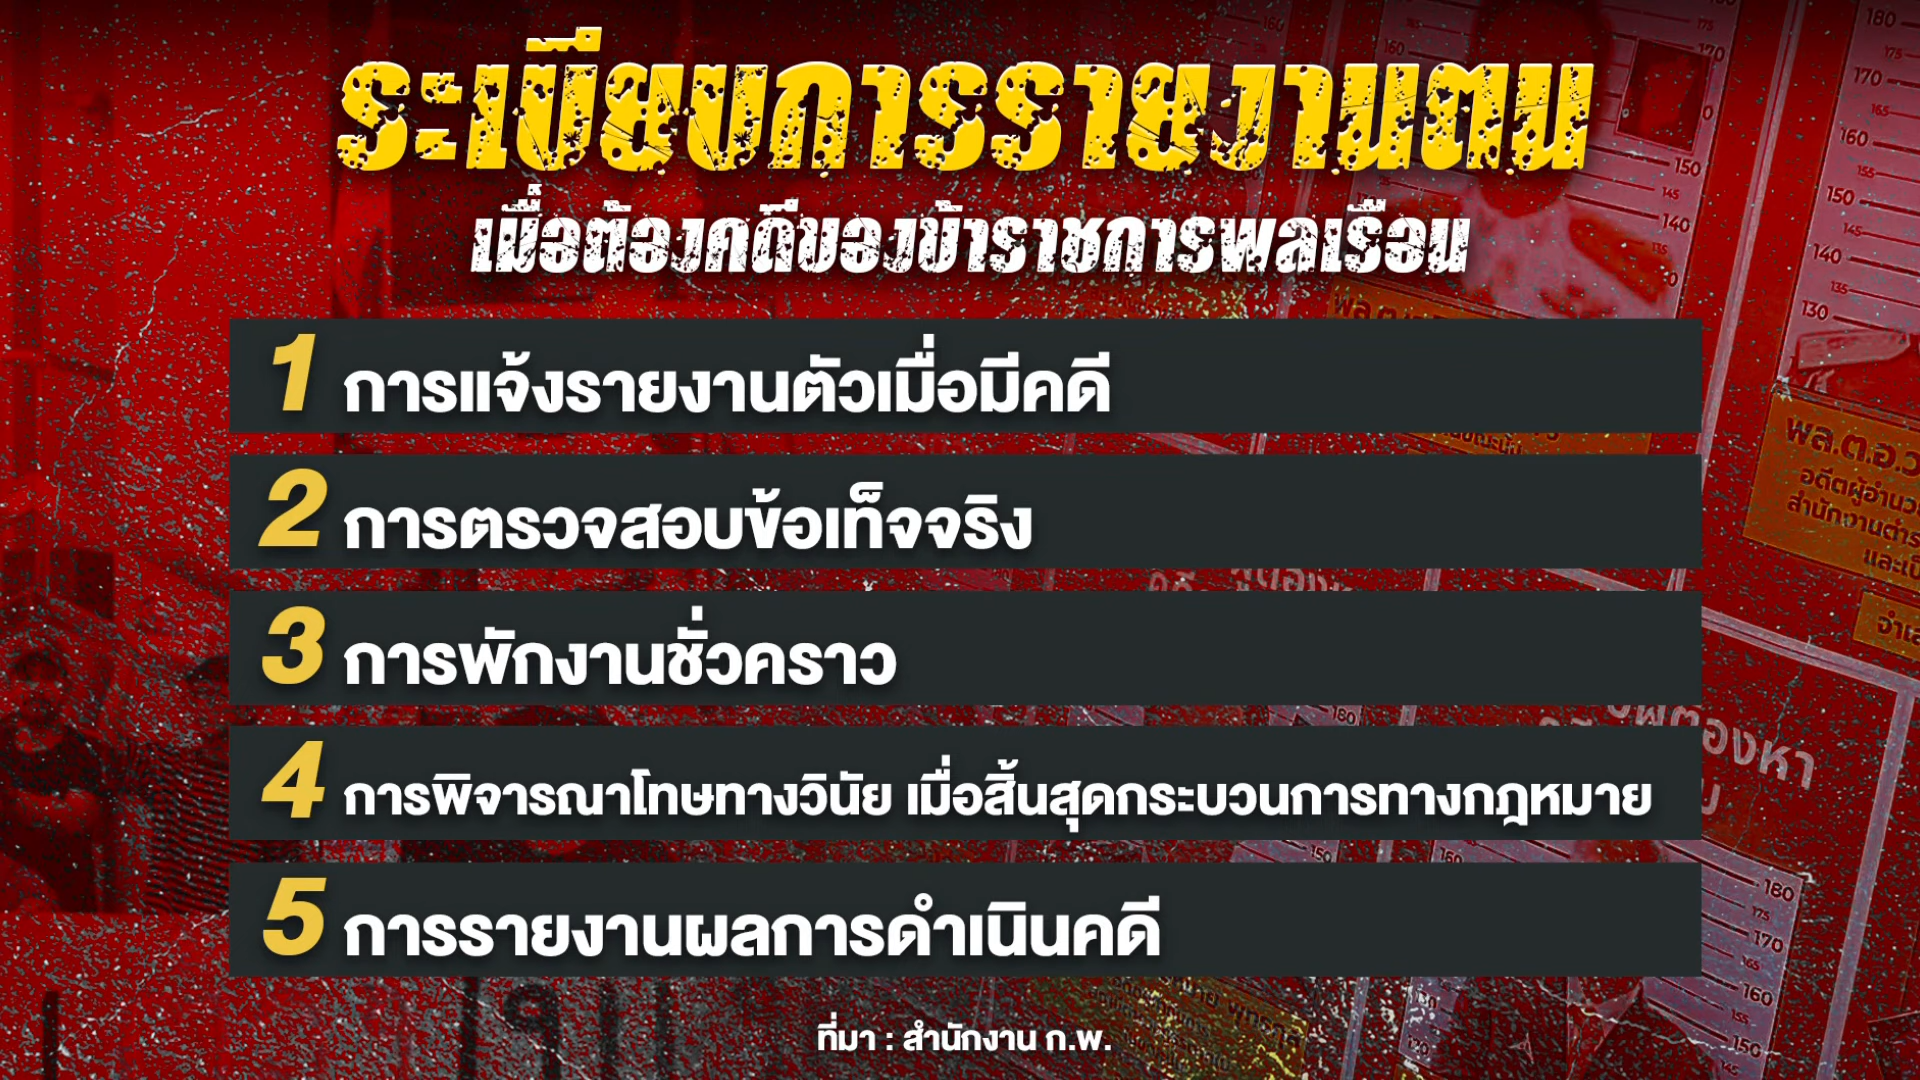 ระเบียบการรายงานตน
เมื่อต้องคดีของข้าราชการพลเรือน
1 การแจ้งรายงานตัวเมื่อมีคดี
2 การตรวจสอบข้อเท็จจริง
3 การพักงานชั่วคราว
4 การพิจารณาโทษทางวินัย เมื่อสิ้นสุดกระบวนการทางกฎหมาย
5 การรายงานผลการดำเนินคดี
ที่มา : สำนักงาน ก.พ.